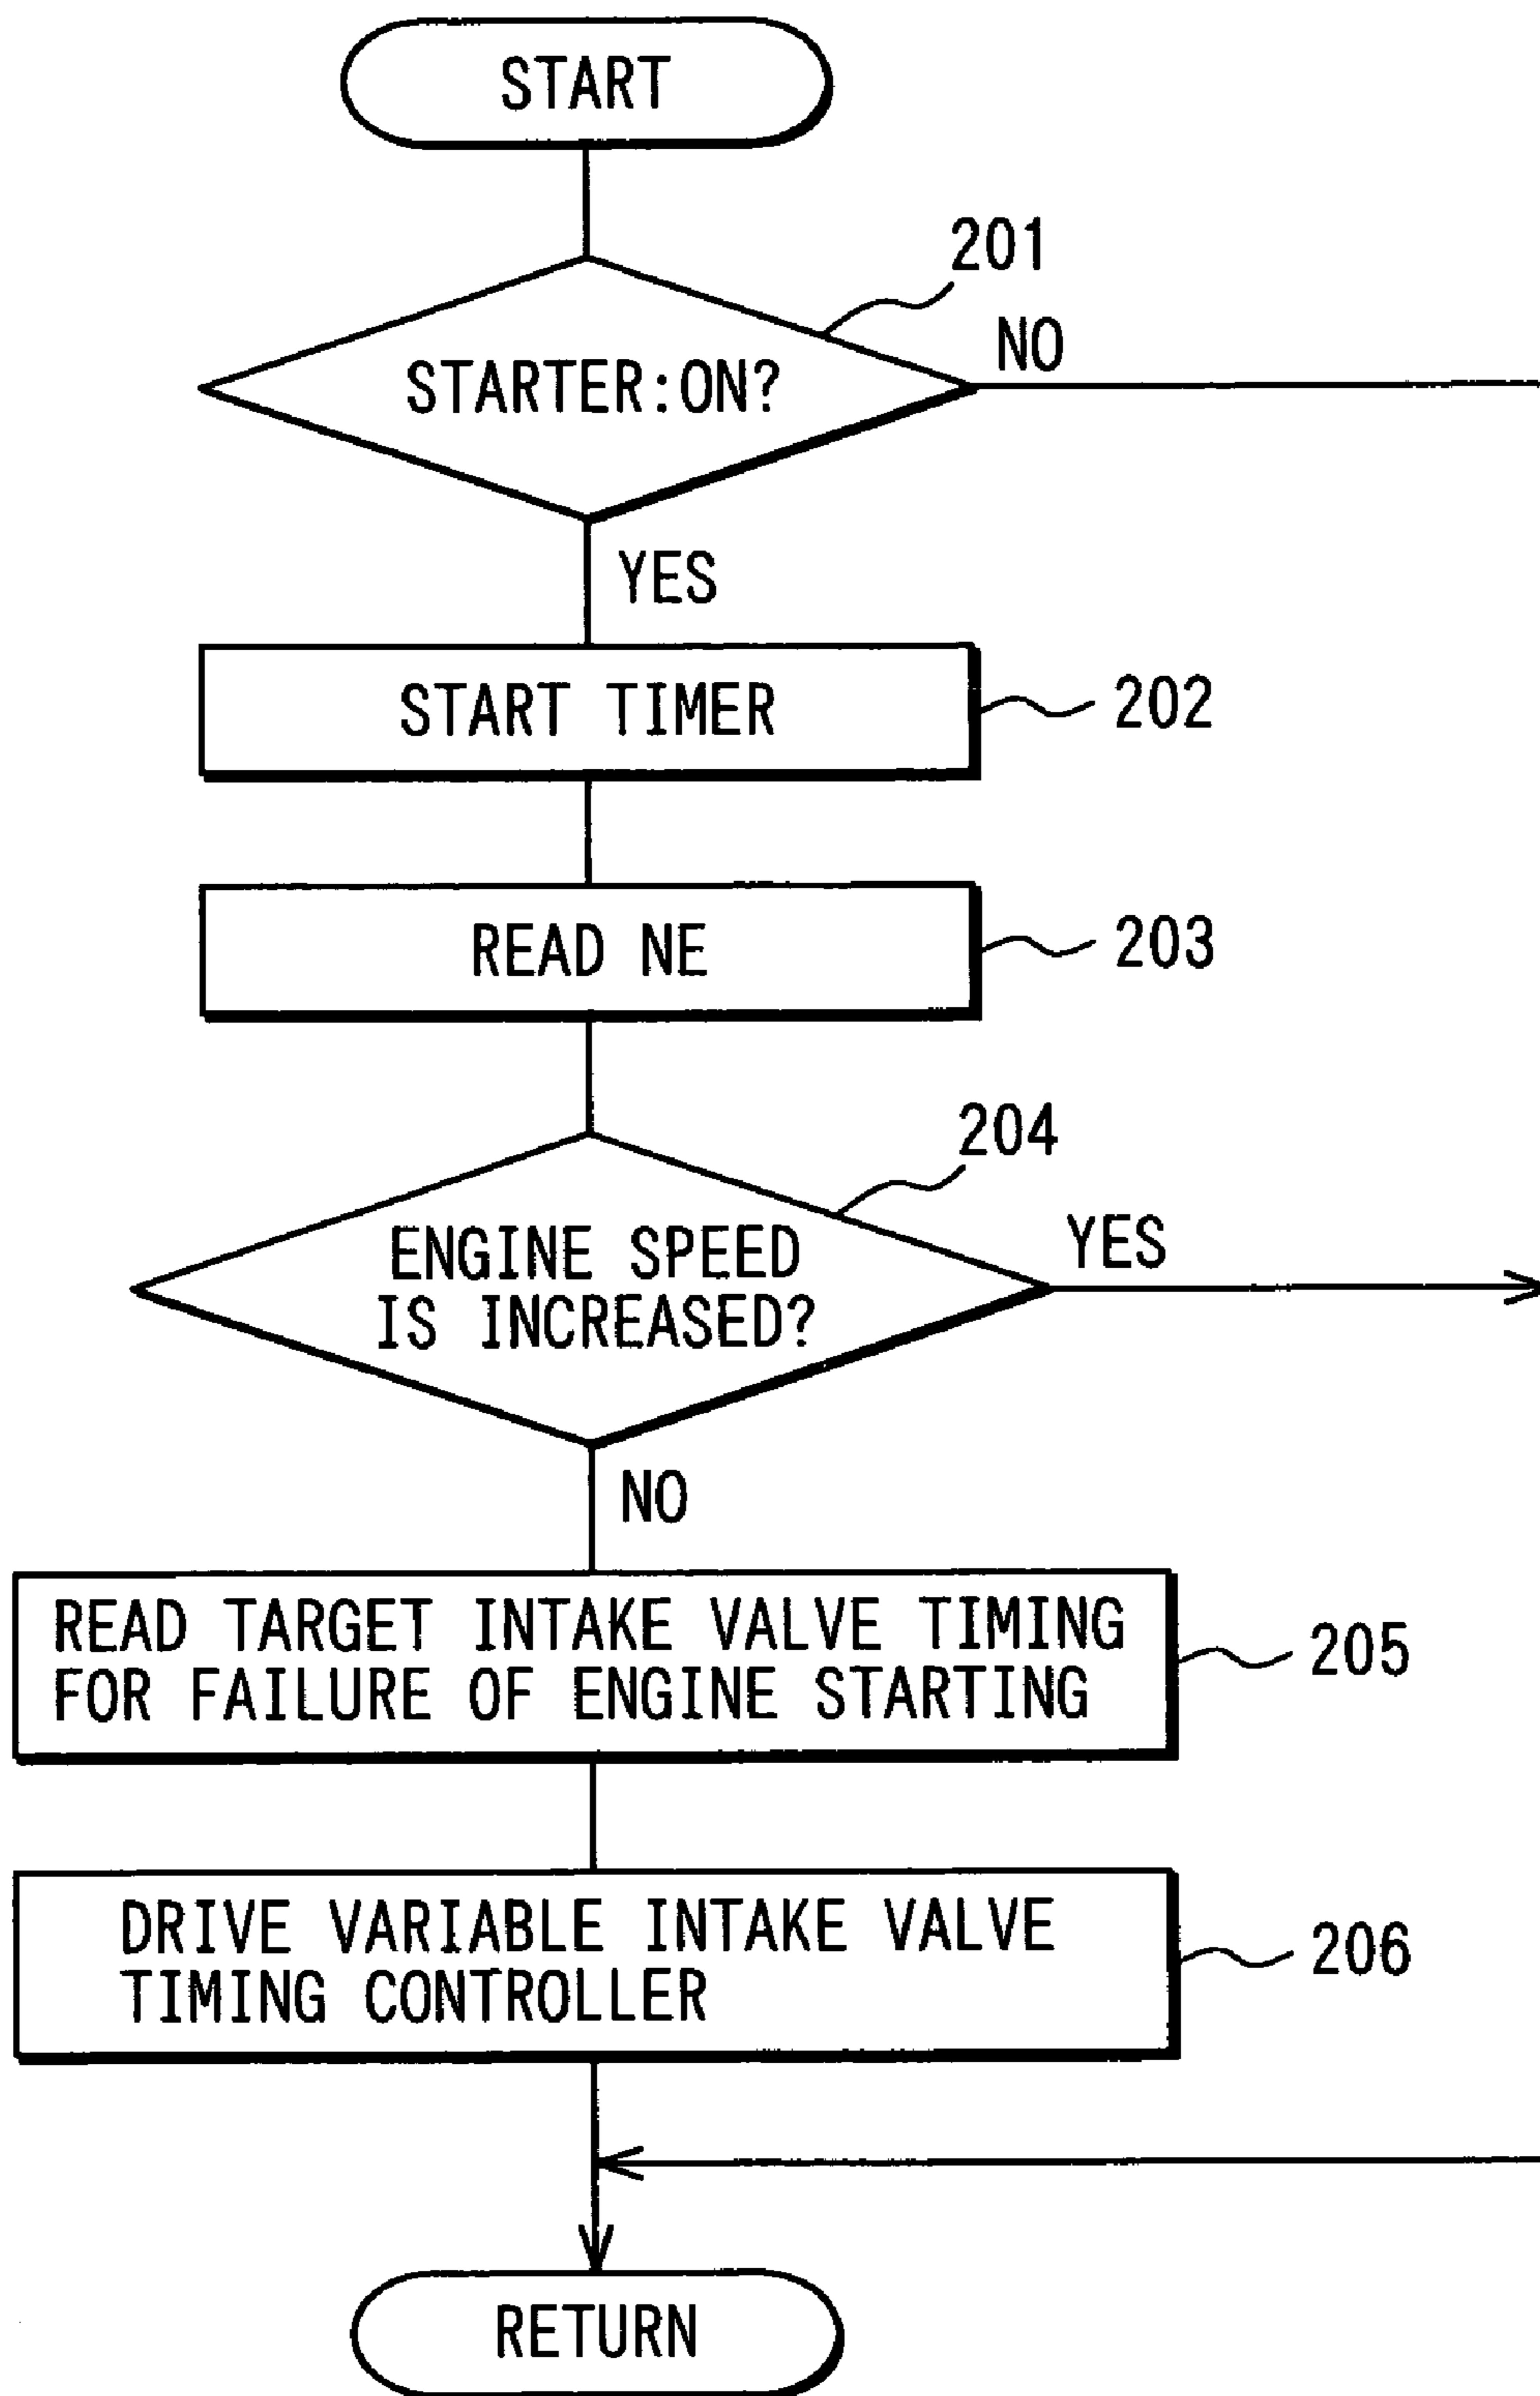 START
201
STARTER:ON?
NO
YES
START TIMER
202
READ NE
203
204
ENGINE SPEED
IS INCREASED?
YES
NO
READ TARGET INTAKE VALVE TIMING
FOR FAILURE OF ENGINE STARTING
205
DRIVE VARIABLE INTAKE VALVE
TIMING CONTROLLER
206
RETURN